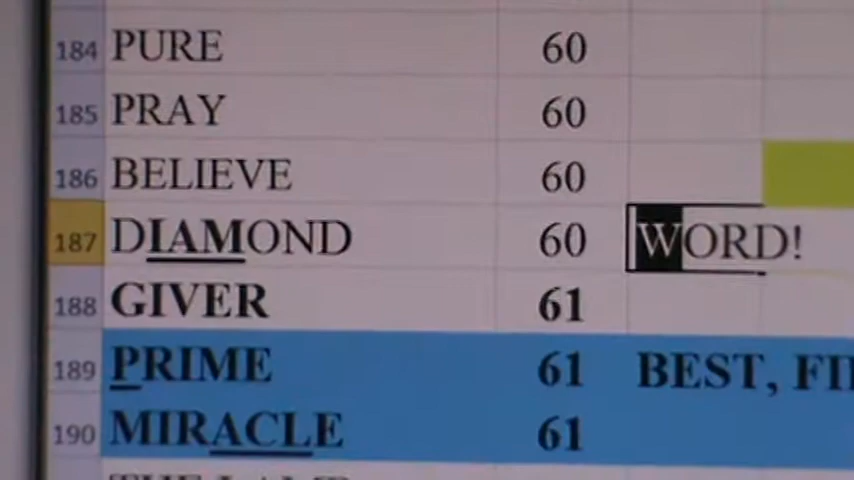 184 PURE 60
185 PRAY 60
186 BELIEVE 60
187 DIAMOND 60 WORD!
188 GIVER 61
189 PRIME 61 BEST, FI
190 MIRACLE 61